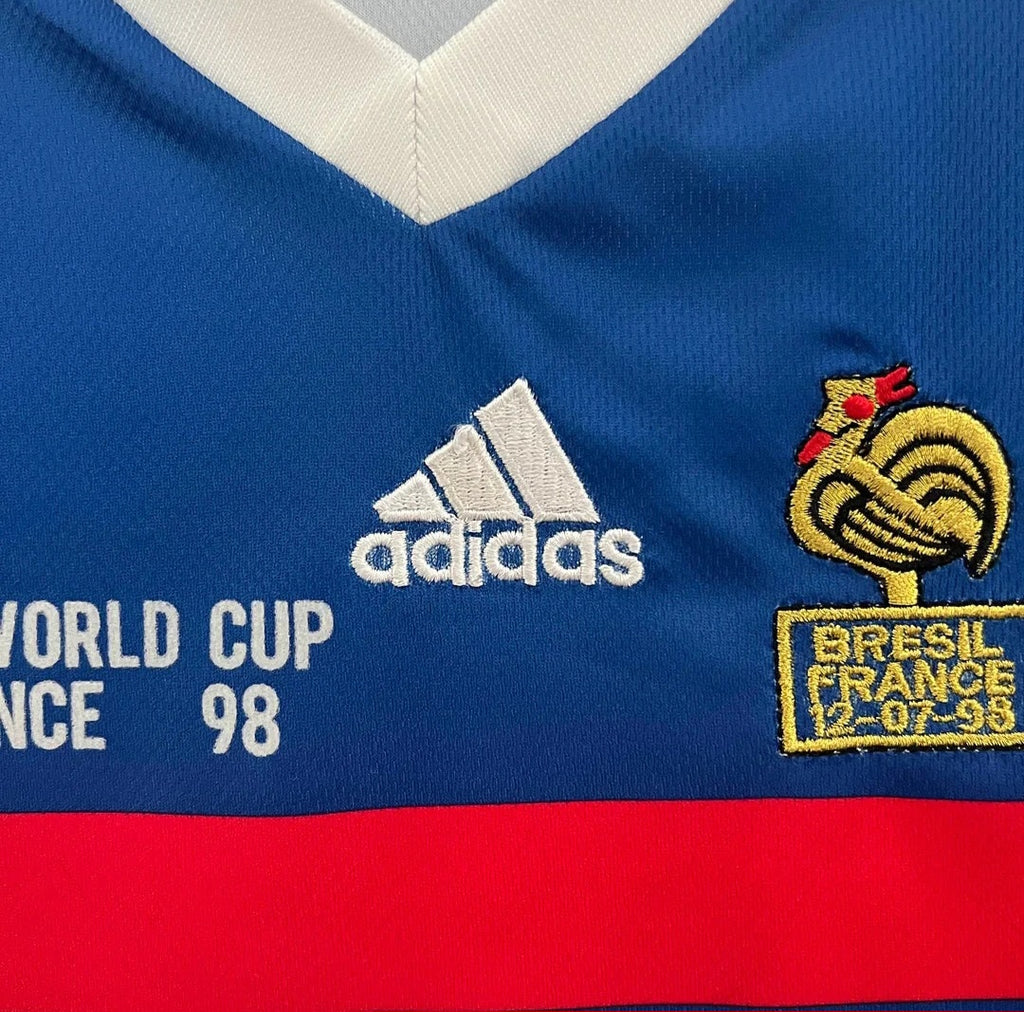 WORLD CUP
NCE 98
adidas
BRESIL
FRANCE
12-07-98